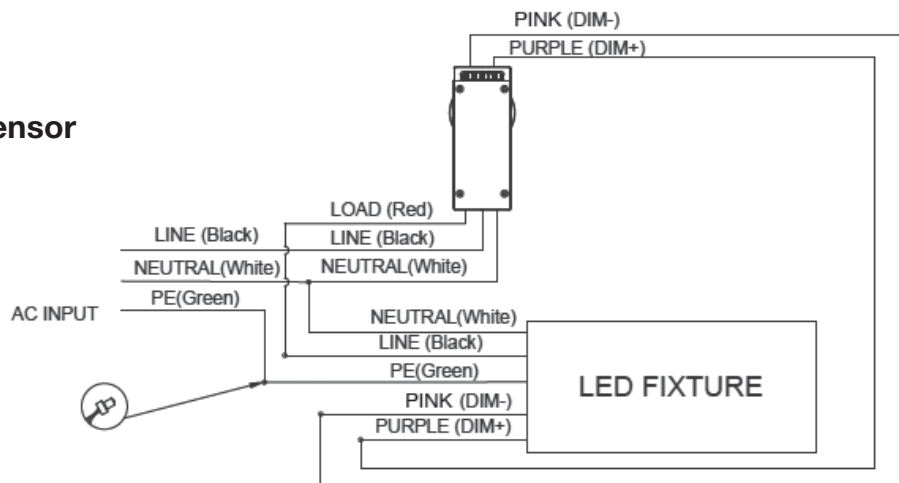 PINK (DIM-)
PURPLE (DIM+)
ensor
LOAD (Red)
LINE (Black)
LINE (Black)
NEUTRAL(White)
NEUTRAL(White)
PE(Green)
AC INPUT
NEUTRAL(White)
LINE (Black)
PE(Green)
LED FIXTURE
PINK (DIM-)
PURPLE (DIM+)